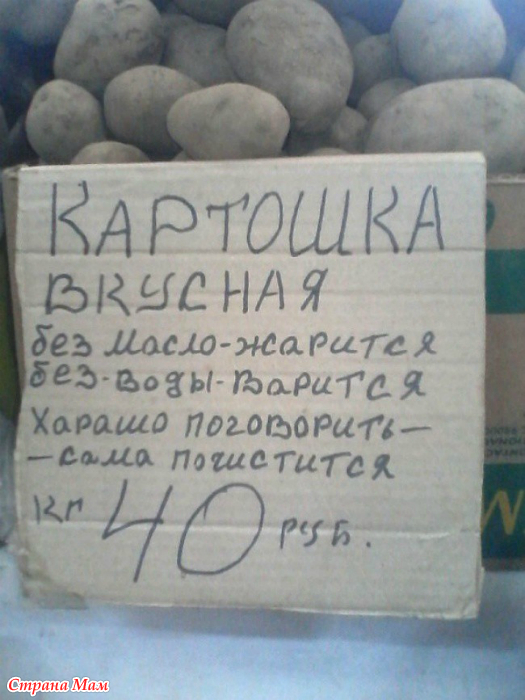 КАРТОШКА
ВКУСНАЯ
без масло-жарится
без-воды-варится
Харашо поговорить-
-сама почистится
КГ 40 РУБ.
Страна Мам